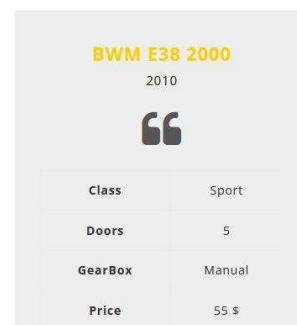 BWM E38 2000
2010
“
Class Sport
Doors 5
GearBox Manual
Price 55 $